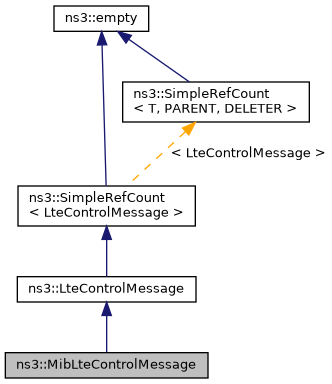 ns3::empty
ns3::SimpleRefCount
< T, PARENT, DELETER >
< LteControlMessage >
ns3::SimpleRefCount
< LteControlMessage >
ns3::LteControlMessage
ns3::MibLteControlMessage